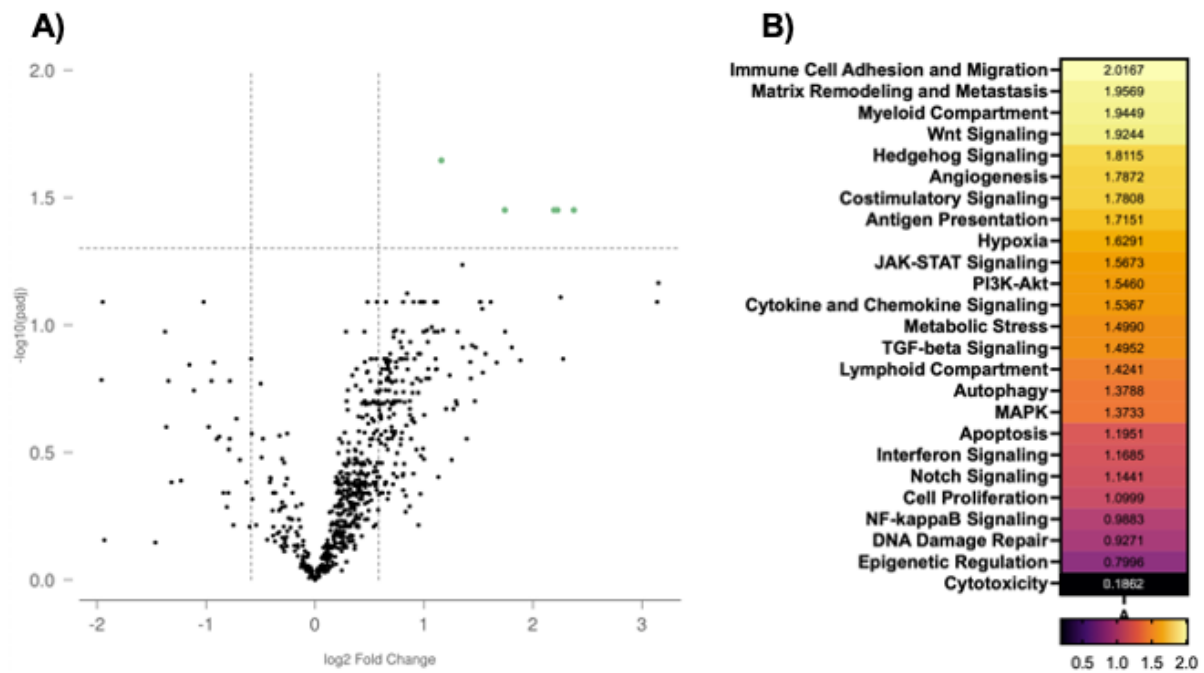 A)
2.0
1.5
1.0
0.5
0.0
-log10(padj)
-2 -1 0 1 2 3
log2 Fold Change
B)
Immune Cell Adhesion and Migration 2.0167
Matrix Remodeling and Metastasis 1.9569
Myeloid Compartment 1.9449
Wnt Signaling 1.9244
Hedgehog Signaling 1.8115
Angiogenesis 1.7872
Costimulatory Signaling 1.7808
Antigen Presentation 1.7151
Hypoxia 1.6291
JAK-STAT Signaling 1.5673
PI3K-Akt 1.5460
Cytokine and Chemokine Signaling 1.5367
Metabolic Stress 1.4990
TGF-beta Signaling 1.4952
Lymphoid Compartment 1.4241
Autophagy 1.3788
MAPK 1.3733
Apoptosis 1.1951
Interferon Signaling 1.1685
Notch Signaling 1.1441
Cell Proliferation 1.0999
NF-kappaB Signaling 0.9883
DNA Damage Repair 0.9271
Epigenetic Regulation 0.7996
Cytotoxicity 0.1862
0.5 1.0 1.5 2.0